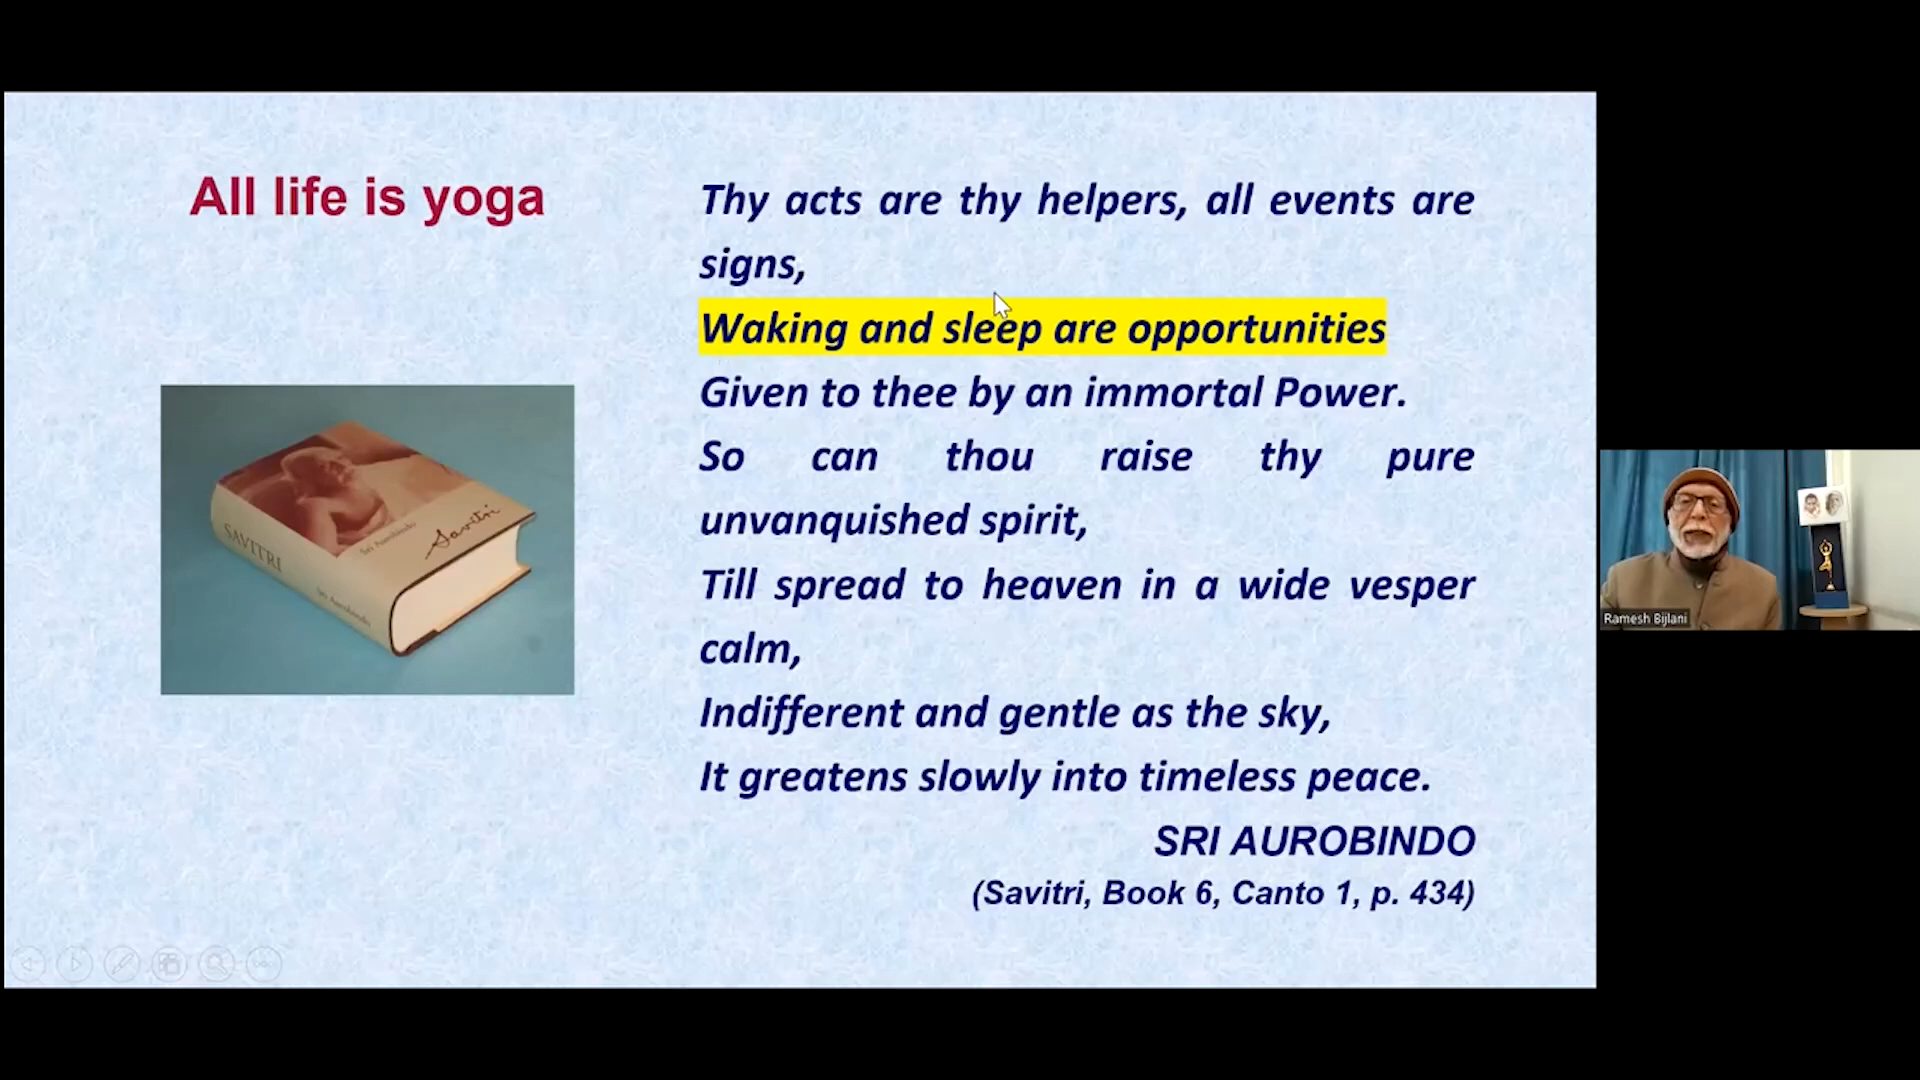 All life is yoga
Thy acts are thy helpers, all events are
signs,
Waking and sleep are opportunities
Given to thee by an immortal Power.
So can thou raise thy pure
unvanquished spirit,
Till spread to heaven in a wide vesper
calm,
Indifferent and gentle as the sky,
It greatens slowly into timeless peace.
SRI AUROBINDO
(Savitri, Book 6, Canto 1, p. 434)
SAVITRI
Sri Aurobindo
Sri Aurobindo
Savitri
Ramesh Bijlani